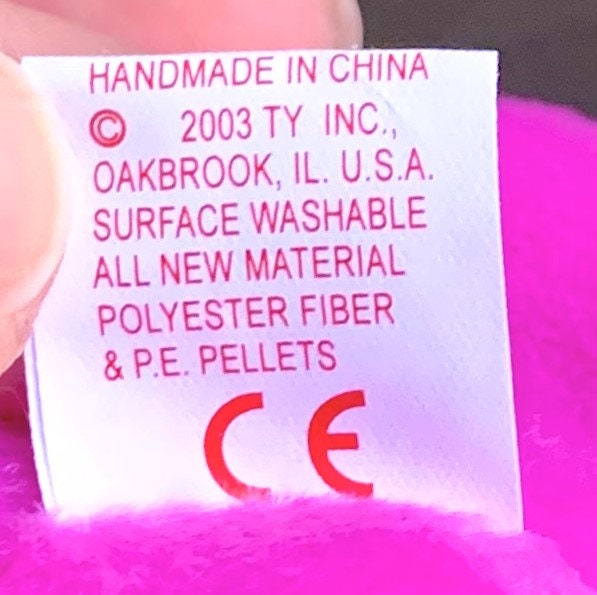 HANDMADE IN CHINA
© 2003 TY INC.,
OAKBROOK, IL. U.S.A.
SURFACE WASHABLE
ALL NEW MATERIAL
POLYESTER FIBER
& P.E. PELLETS
CE